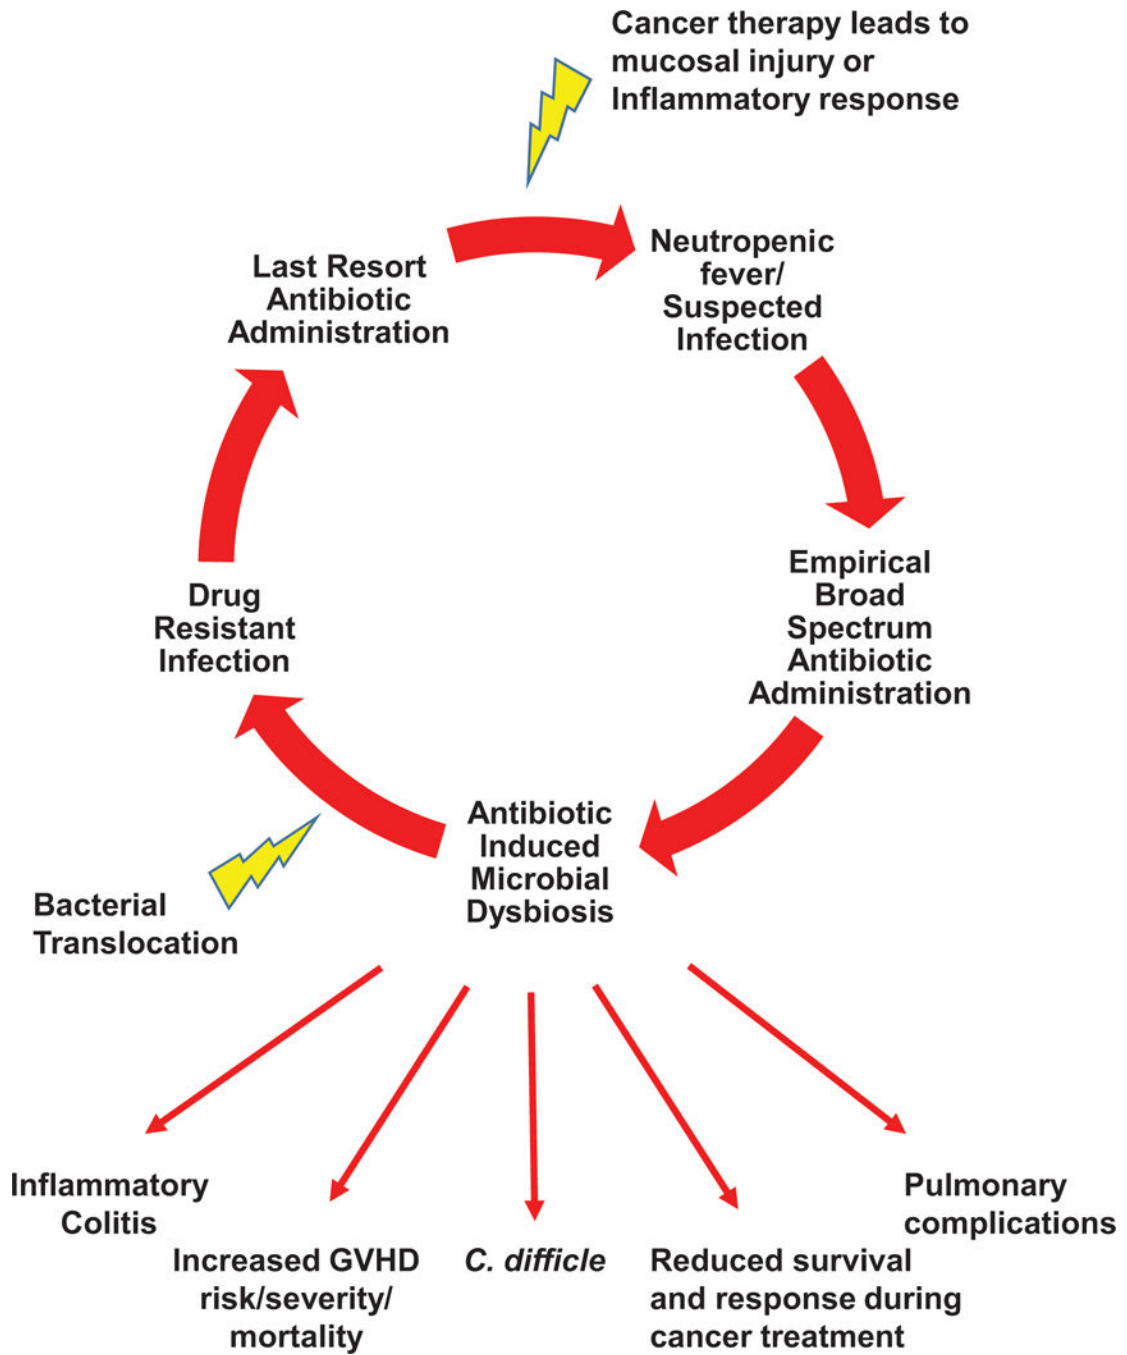 Cancer therapy leads to
mucosal injury or
Inflammatory response
Neutropenic
fever/
Suspected
Infection
Last Resort
Antibiotic
Administration
Empirical
Broad
Spectrum
Antibiotic
Administration
Drug
Resistant
Infection
Antibiotic
Induced
Microbial
Dysbiosis
Bacterial
Translocation
Inflammatory
Colitis
Increased GVHD
risk/severity/
mortality
C. difficle
Reduced survival
and response during
cancer treatment
Pulmonary
complications